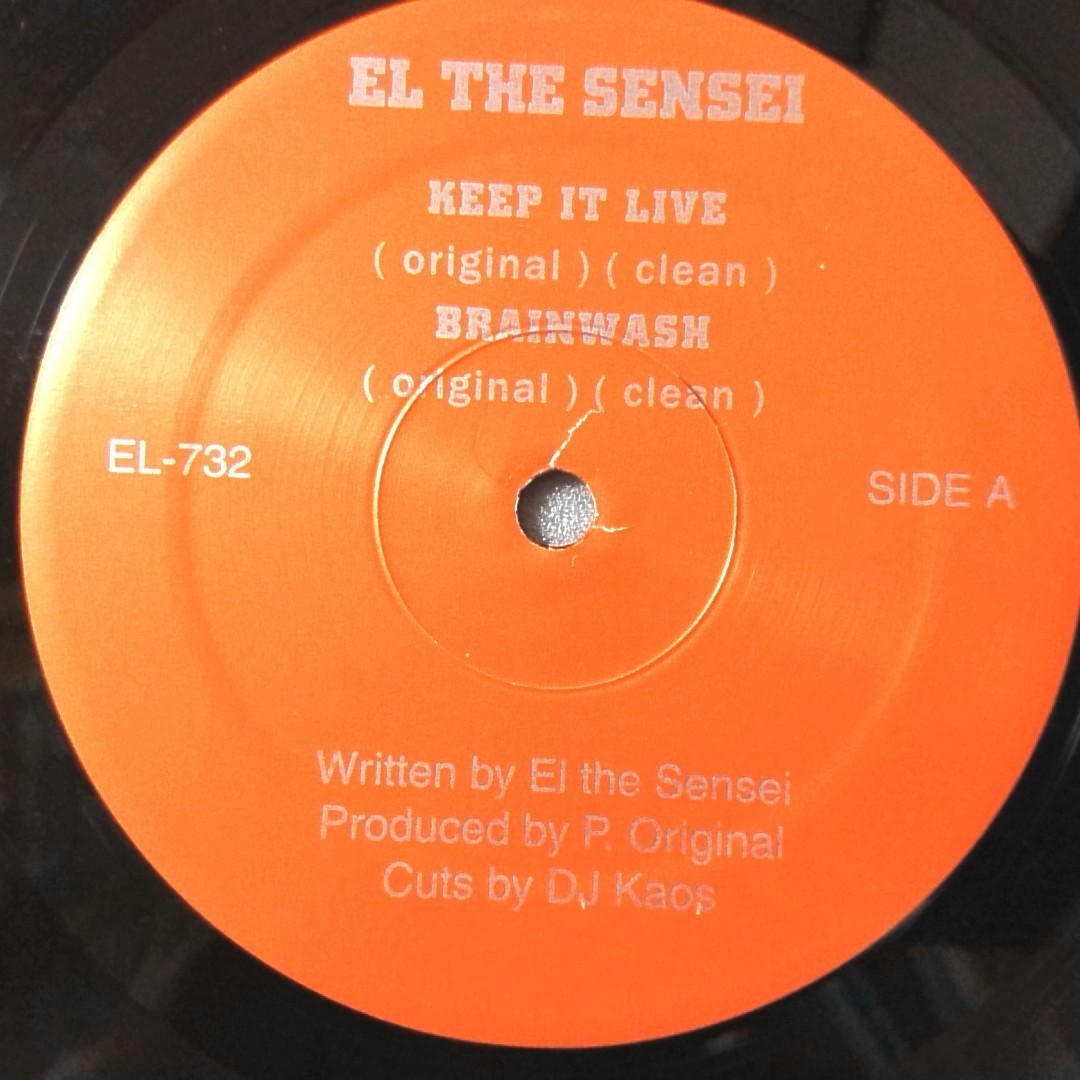 EL THE SENSEI
KEEP IT LIVE
( original ) ( clean )
BRAINWASH
( original ) ( clean )
EL-732
SIDE A
Written by El the Sensei
Produced by P. Original
Cuts by DJ Kaos